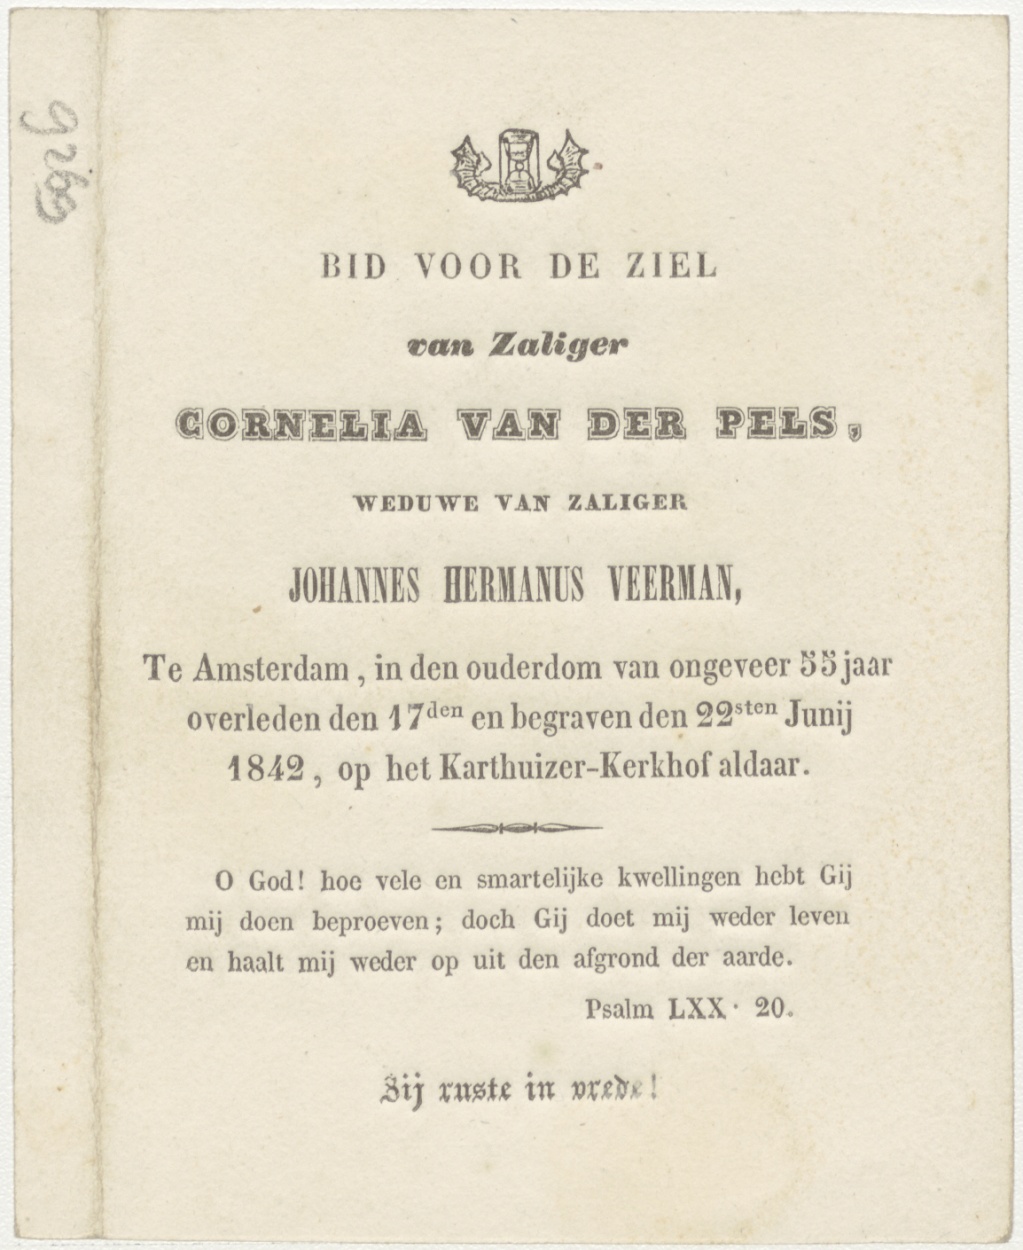 BID VOOR DE ZIEL
van Zaliger
CORNELIA VAN DER PELS,
WEDUWE VAN ZALIGER
JOHANNES HERMANUS VEERMAN,
Te Amsterdam, in den ouderdom van ongeveer 55 jaar
overleden den 17den en begraven den 22sten Junij
1842, op het Karthuizer-Kerkhof aldaar.
O God! hoe vele en smartelijke kwellingen hebt Gij
mij doen beproeven; doch Gij doet mij weder leven
en haalt mij weder op uit den afgrond der aarde.
Psalm LXX · 20.
Zij ruste in vrede!